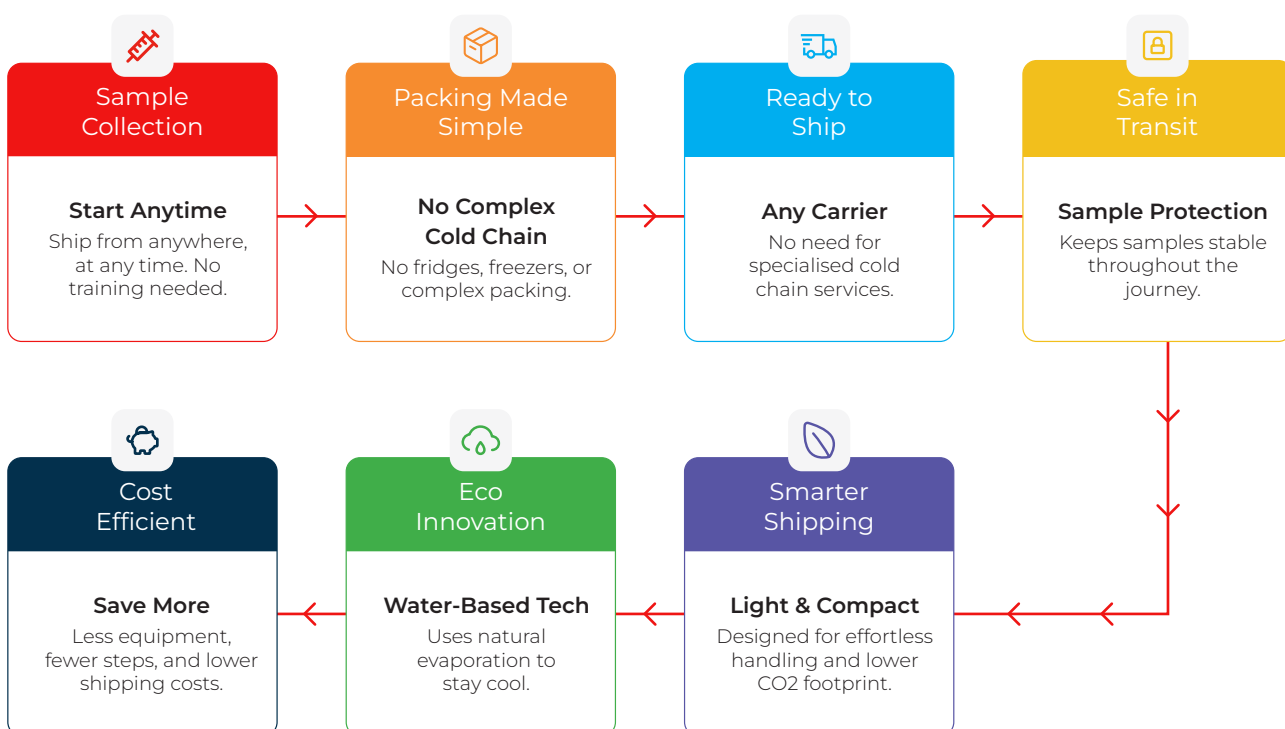 Sample
Collection
Start Anytime
Ship from anywhere,
at any time. No
training needed.
Packing Made
Simple
No Complex
Cold Chain
No fridges, freezers, or
complex packing.
Ready to
Ship
Any Carrier
No need for
specialised cold
chain services.
Safe in
Transit
Sample Protection
Keeps samples stable
throughout the
journey.
Smarter
Shipping
Light & Compact
Designed for effortless
handling and lower
CO2 footprint.
Eco
Innovation
Water-Based Tech
Uses natural
evaporation to
stay cool.
Cost
Efficient
Save More
Less equipment,
fewer steps, and lower
shipping costs.